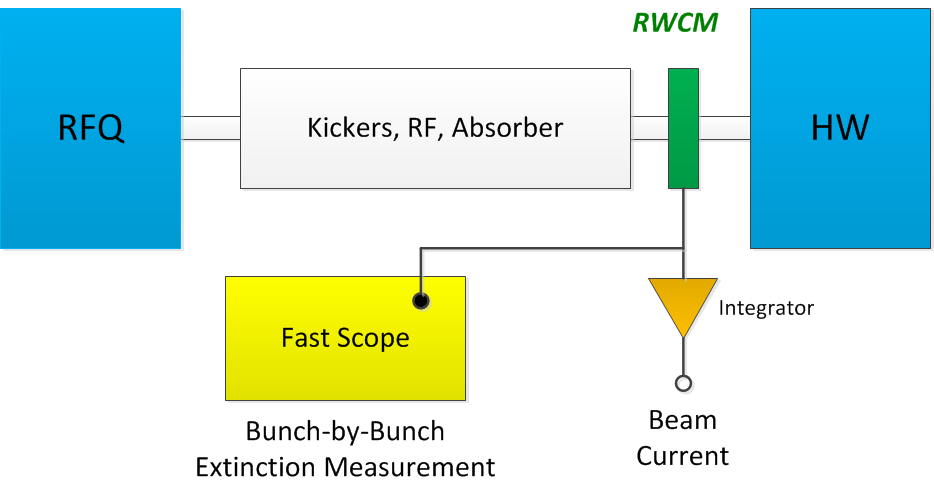 RWCM
RFQ
Kickers, RF, Absorber
HW
Integrator
Fast Scope
Beam
Current
Bunch-by-Bunch
Extinction Measurement